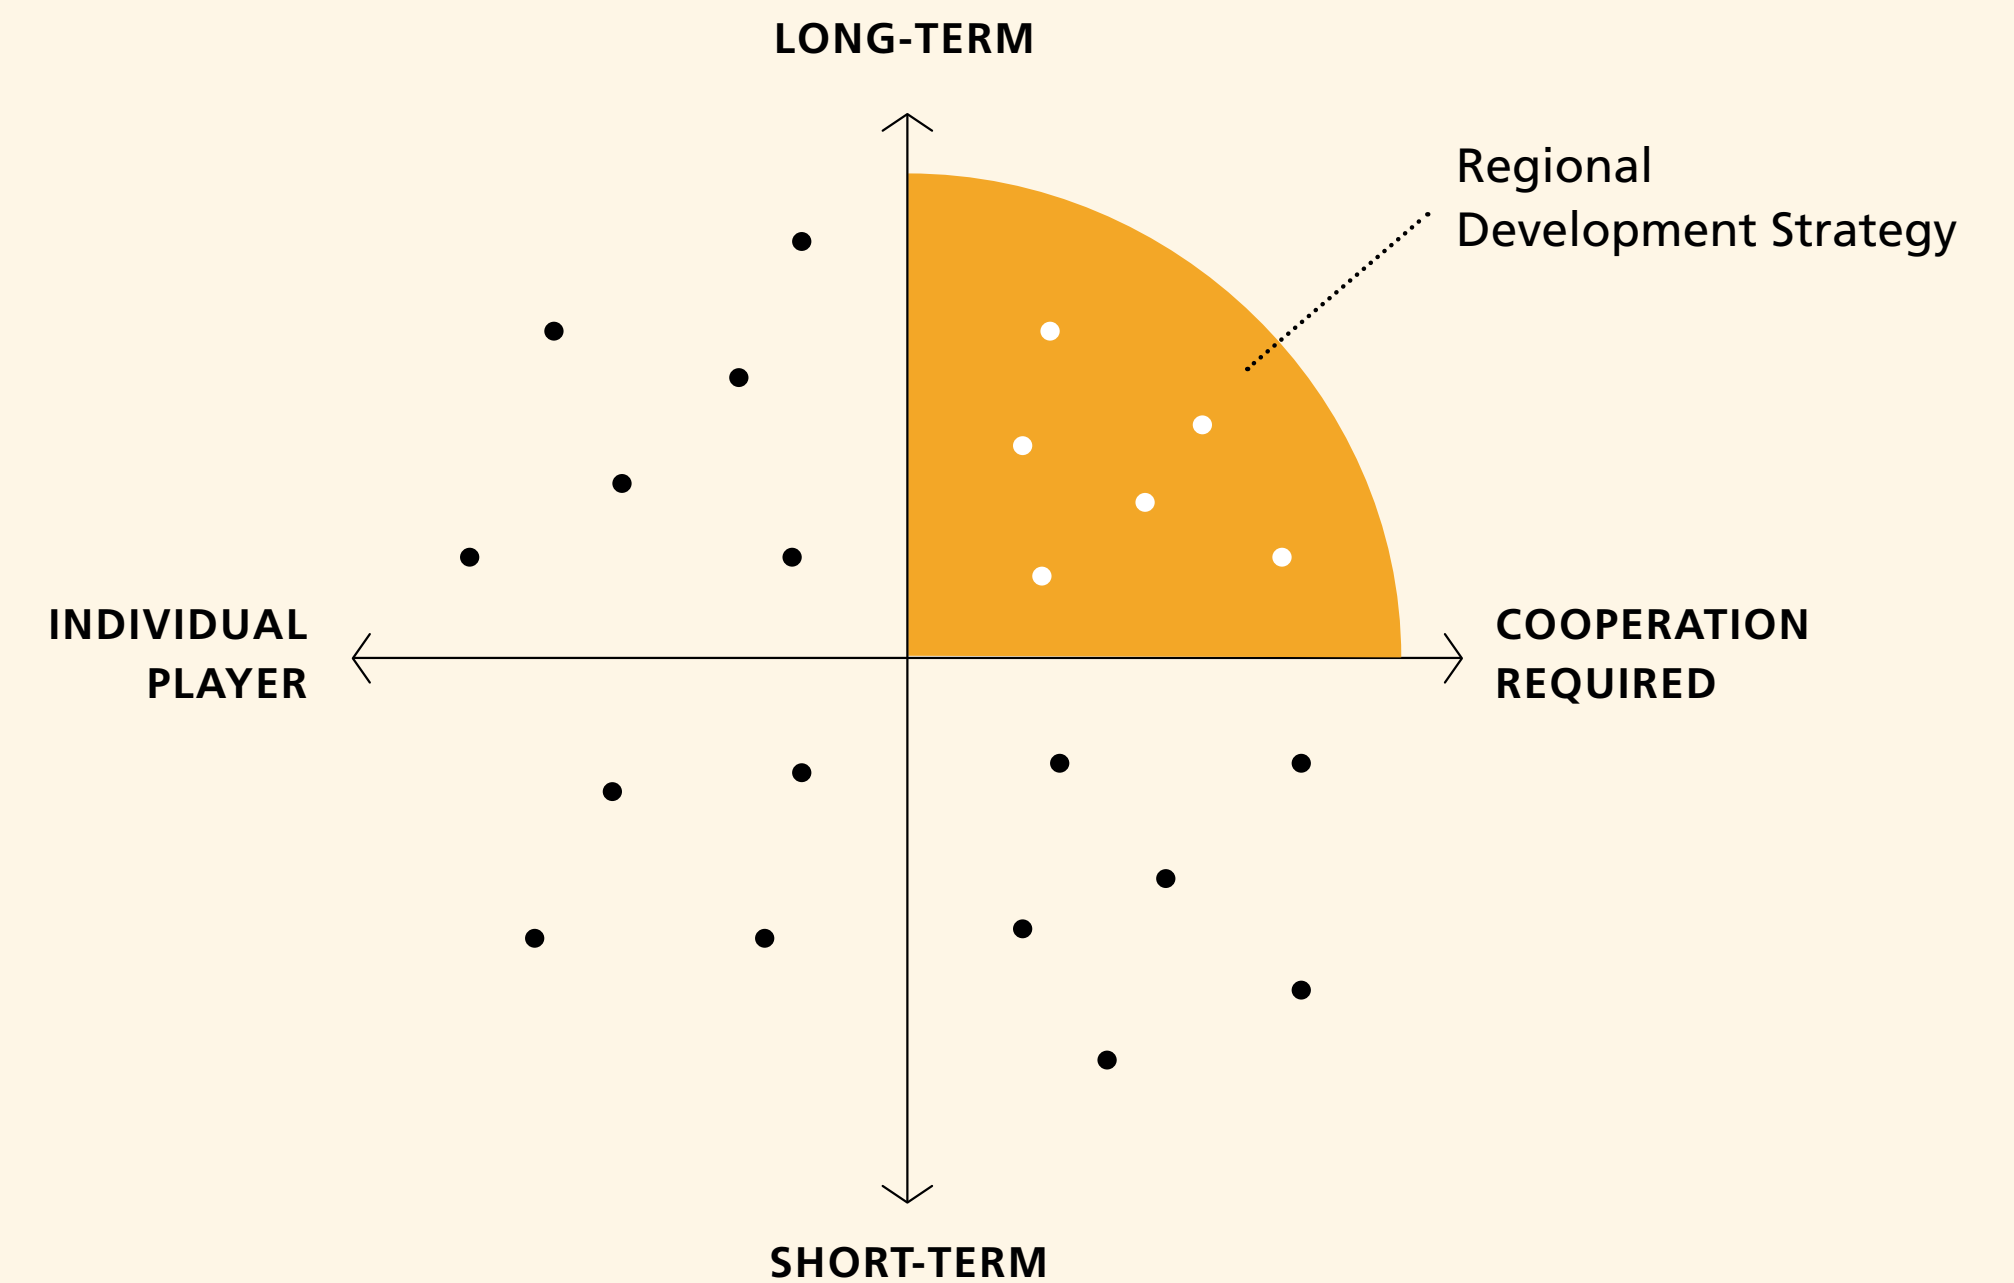 LONG-TERM
Regional
Development Strategy
INDIVIDUAL
PLAYER
COOPERATION
REQUIRED
SHORT-TERM